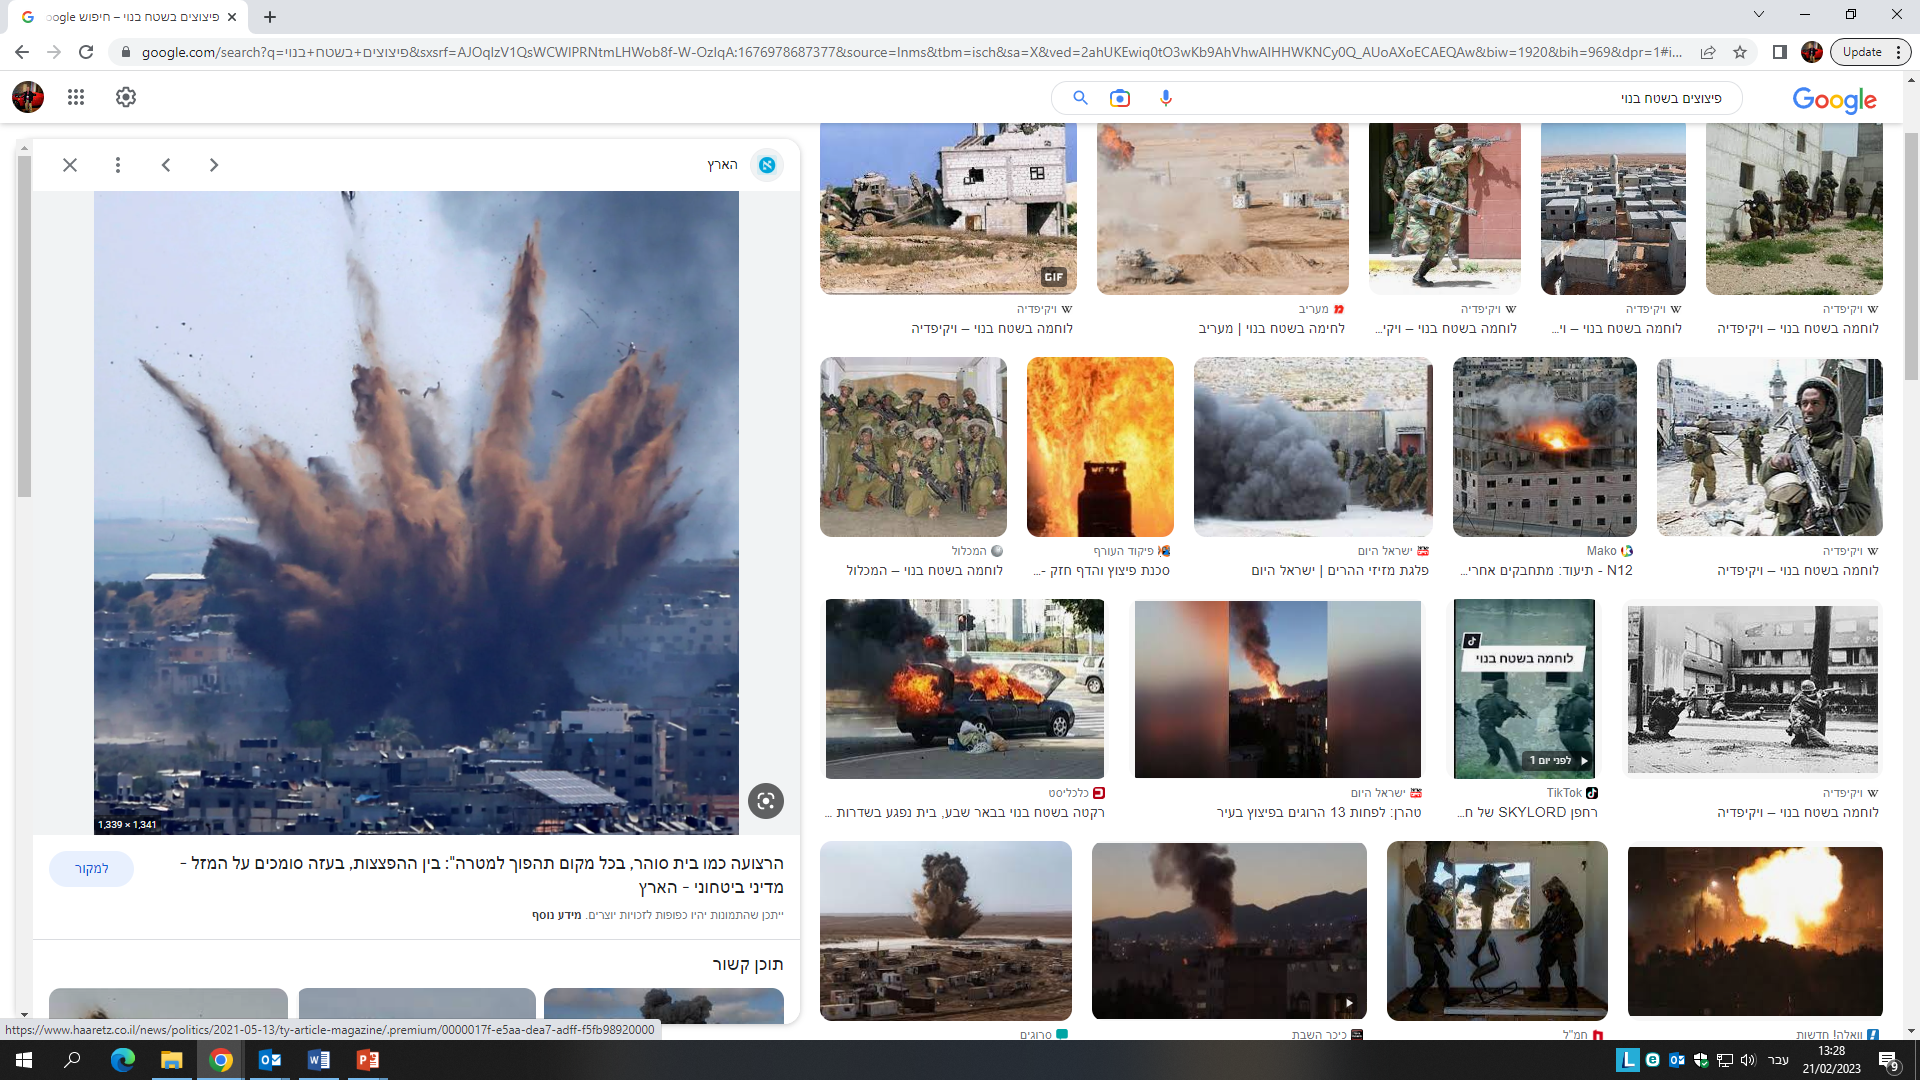 פיצוצים בשטח בנוי – חיפוש
google.com/search?q=פיצוצים+בשטח+בנוי&sxsrf=AJOqlzV1QsWCWlPRNtmLHWob8f-W-OzIqA:1676978687377&source=lnms&tbm=isch&sa=X&ved=2ahUKEwiq0tO3wKb9AhVhwAIHHWKNCy0Q_AUoAXoECAEQAw&biw=1920&bih=969&dpr=1#i...
Update
פיצוצים בשטח בנוי
Google
הארץ
1,339 × 1,341
הרצועה כמו בית סוהר, בכל מקום תהפוך למטרה": בין ההפצצות, בעזה סומכים על המזל -
מדיני ביטחוני - הארץ
למקור
ייתכן שהתמונות יהיו כפופות לזכויות יוצרים. מידע נוסף
תוכן קשור
ויקיפדיה
לוחמה בשטח בנוי – ויקיפדיה
ויקיפדיה
לוחמה בשטח בנוי – וי...
ויקיפדיה
לוחמה בשטח בנוי – ויקי...
מעריב
לחימה בשטח בנוי | מעריב
GIF
ויקיפדיה
לוחמה בשטח בנוי – ויקיפדיה
ויקיפדיה
לוחמה בשטח בנוי – ויקיפדיה
Mako
N12 - תיעוד: מתחבקים אחרי...
ישראל היום
פלגת מזיזי ההרים | ישראל היום
פיקוד העורף
סכנת פיצוץ והדף חזק -...
המכלול
לוחמה בשטח בנוי – המכלול
ויקיפדיה
לוחמה בשטח בנוי – ויקיפדיה
לוחמה בשטח בנוי
לפני יום 1
TikTok
רחפן SKYLORD של ח...
ישראל היום
טהרן: לפחות 13 הרוגים בפיצוץ בעיר
כלכליסט
רקטה בשטח בנוי בבאר שבע, בית נפגע בשדרות ...
וואלה! חדשות
חמ"ל
כיכר השבת
סרוגים
https://www.haaretz.co.il/news/politics/2021-05-13/ty-article-magazine/.premium/0000017f-e5aa-dea7-adff-f5fb98920000
עבר
13:28
21/02/2023
9